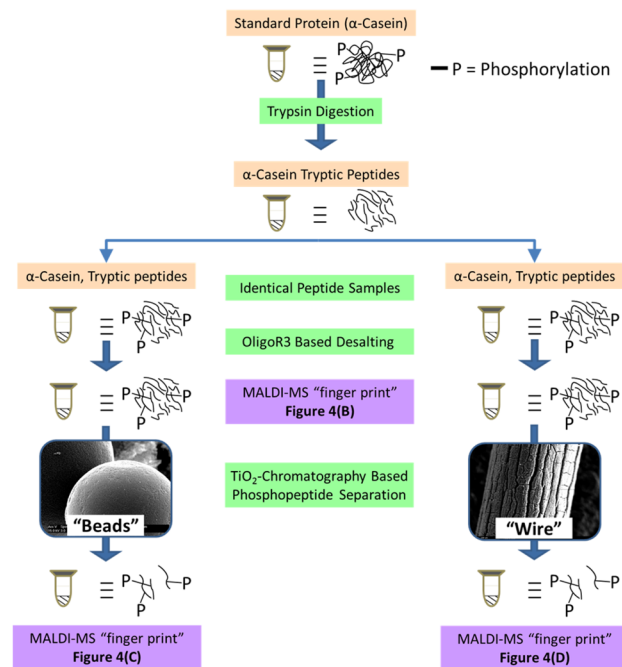 Standard Protein (α-Casein)
P
P
P
P = Phosphorylation
Trypsin Digestion
α-Casein Tryptic Peptides
α-Casein, Tryptic peptides
Identical Peptide Samples
α-Casein, Tryptic peptides
P
P
P
P
P
P
OligoR3 Based Desalting
P
P
P
MALDI-MS “finger print”
Figure 4(B)
P
P
P
"Beads"
TiO₂-Chromatography Based
Phosphopeptide Separation
"Wire"
P
P
P
P
P
P
MALDI-MS “finger print”
Figure 4(C)
MALDI-MS “finger print”
Figure 4(D)